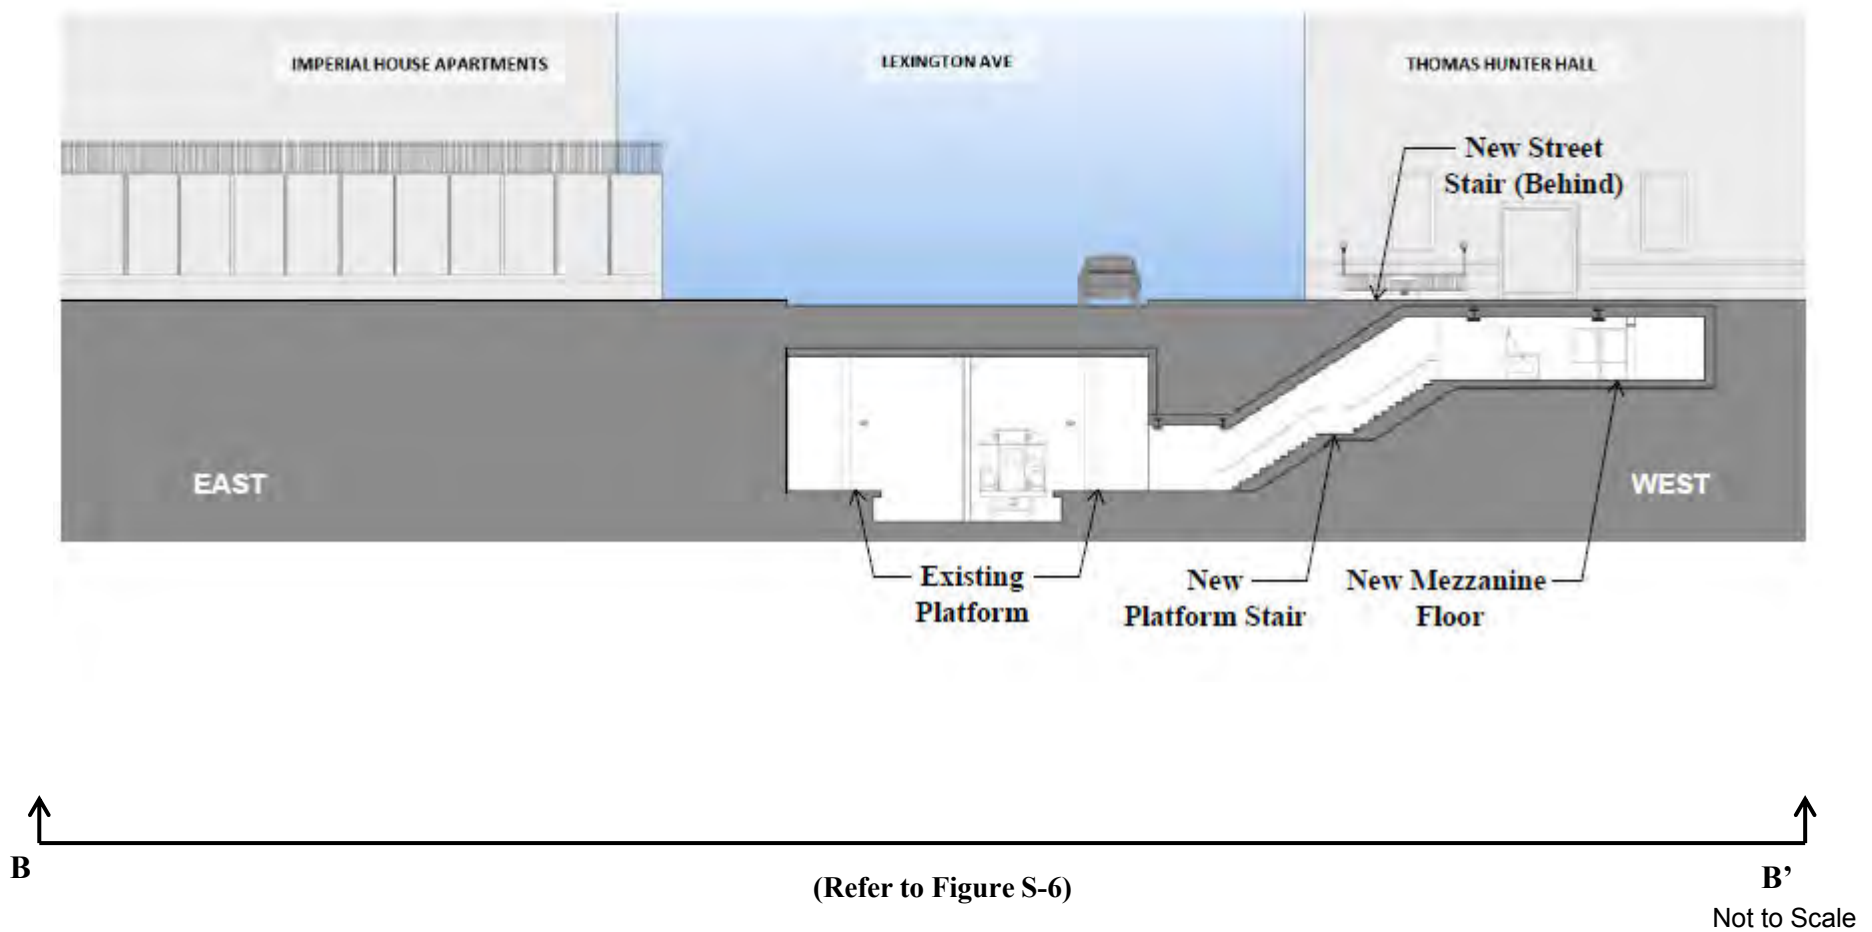 IMPERIAL HOUSE APARTMENTS
LEXINGTON AVE
THOMAS HUNTER HALL
New Street
Stair (Behind)
EAST
WEST
Existing
Platform
New
Platform Stair
New Mezzanine
Floor
B
B’
(Refer to Figure S-6)
Not to Scale